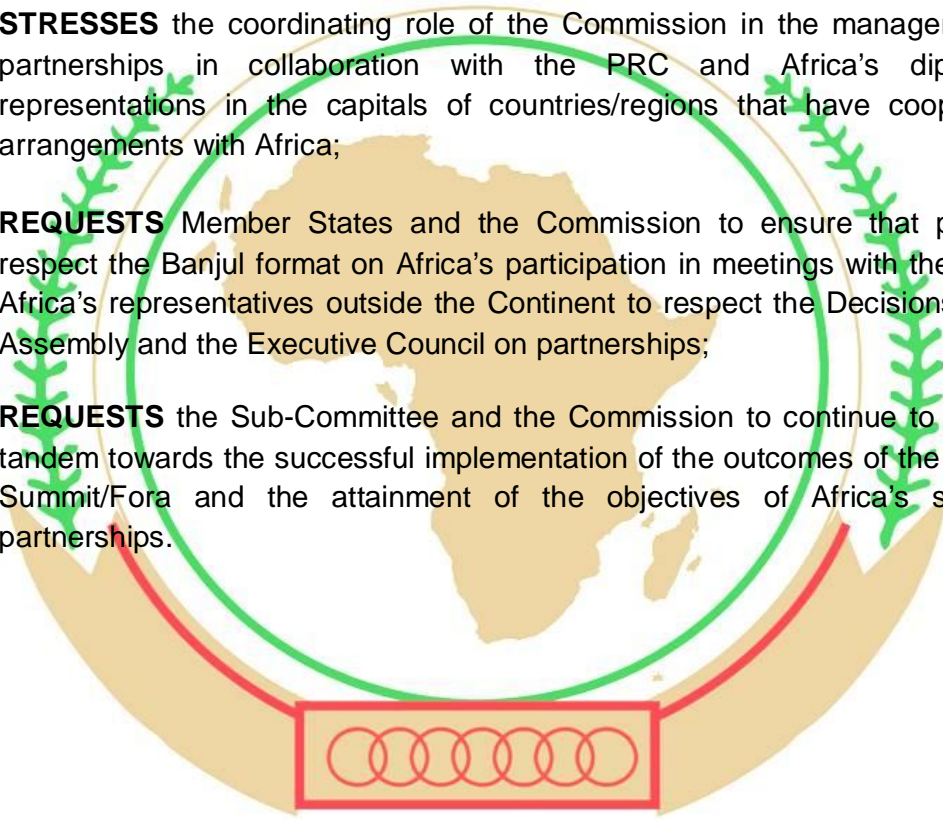 STRESSES the coordinating role of the Commission in the manage
partnerships in collaboration with the PRC and Africa's dip
representations in the capitals of countries/regions that have coop
arrangements with Africa;
REQUESTS Member States and the Commission to ensure that p
respect the Banjul format on Africa's participation in meetings with the
Africa's representatives outside the Continent to respect the Decisions
Assembly and the Executive Council on partnerships;
REQUESTS the Sub-Committee and the Commission to continue to
tandem towards the successful implementation of the outcomes of the
Summit/Fora and the attainment of the objectives of Africa's s
partnerships.